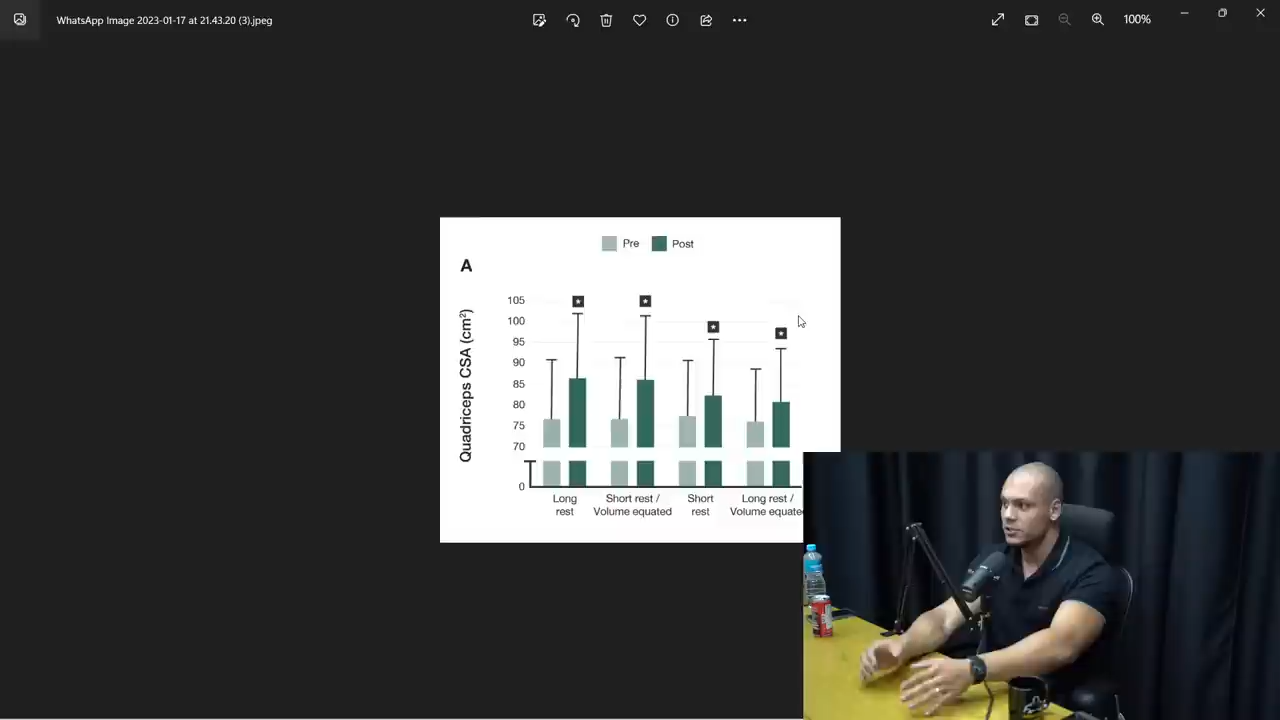 WhatsApp Image 2023-01-17 at 21.43.20 (3).jpeg
100%
Pre
Post
A
Quadriceps CSA (cm²)
105
100
95
90
85
80
75
70
0
Long
rest
Short rest /
Volume equated
Short
rest
Long rest /
Volume equated